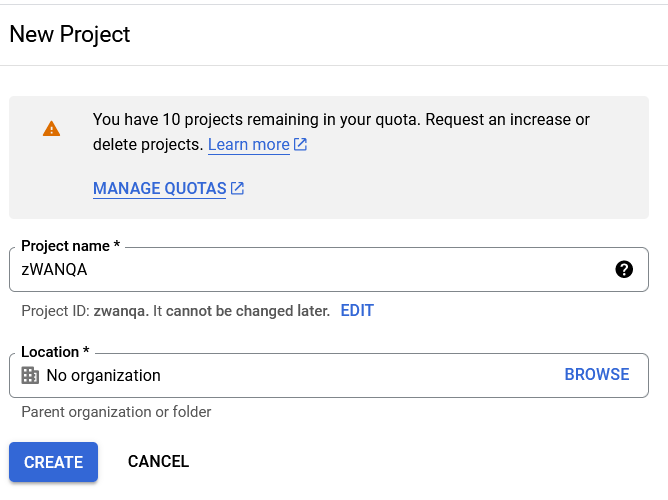 New Project
You have 10 projects remaining in your quota. Request an increase or
delete projects. Learn more
MANAGE QUOTAS
Project name *
zWANQA
Project ID: zwanqa. It cannot be changed later. EDIT
Location *
No organization BROWSE
Parent organization or folder
CREATE CANCEL